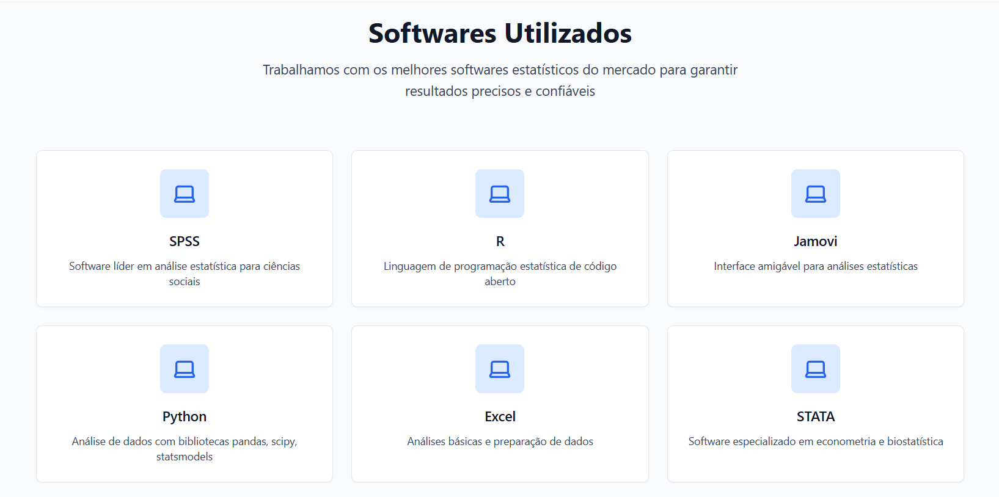 Softwares Utilizados
Trabalhamos com os melhores softwares estatísticos do mercado para garantir
resultados precisos e confiáveis
SPSS
Software líder em análise estatística para ciências
sociais
R
Linguagem de programação estatística de código
aberto
Jamovi
Interface amigável para análises estatísticas
Python
Análise de dados com bibliotecas pandas, scipy,
statsmodels
Excel
Análises básicas e preparação de dados
STATA
Software especializado em econometria e biostatística